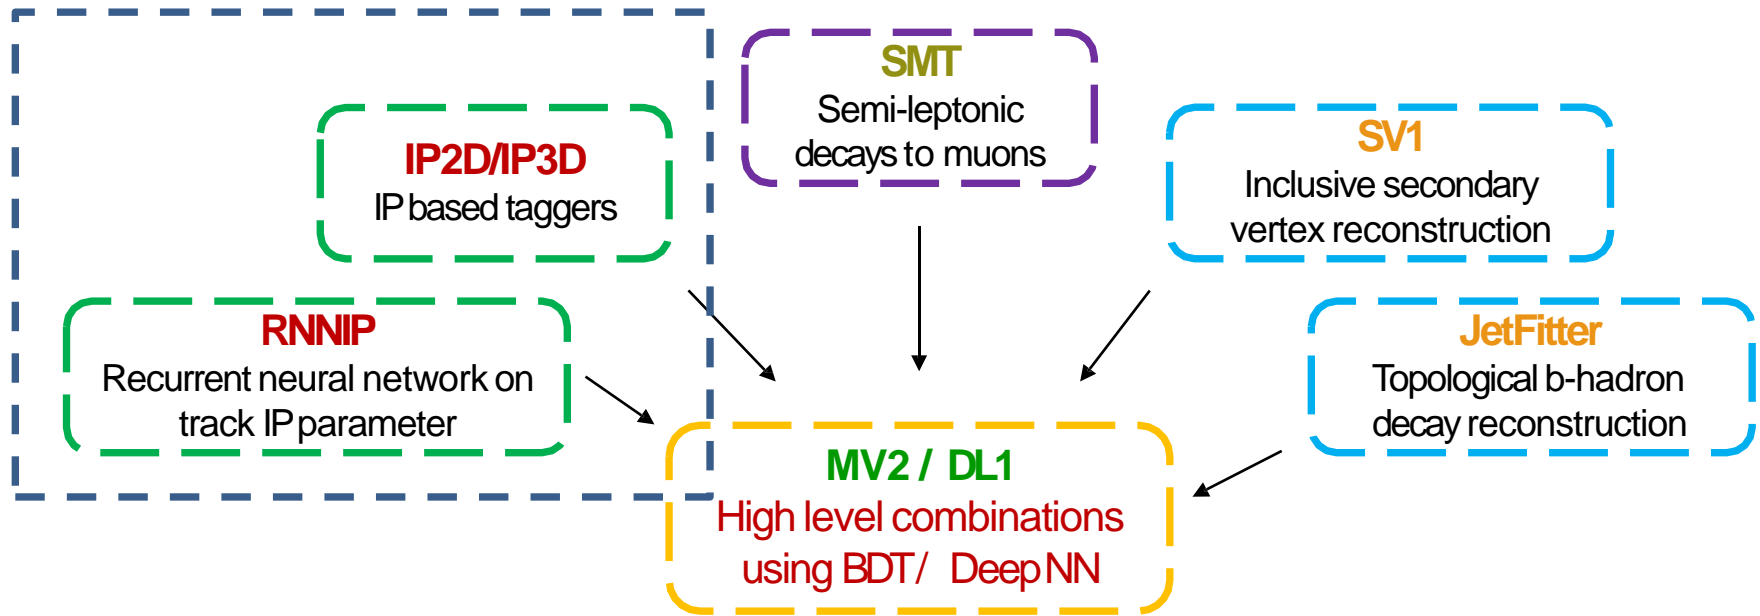 SMT
Semi-leptonic
decays to muons
IP2D/IP3D
IP based taggers
SV1
Inclusive secondary
vertex reconstruction
RNNIP
Recurrent neural network on
track IP parameter
JetFitter
Topological b-hadron
decay reconstruction
MV2 / DL1
High level combinations
using BDT/ Deep NN